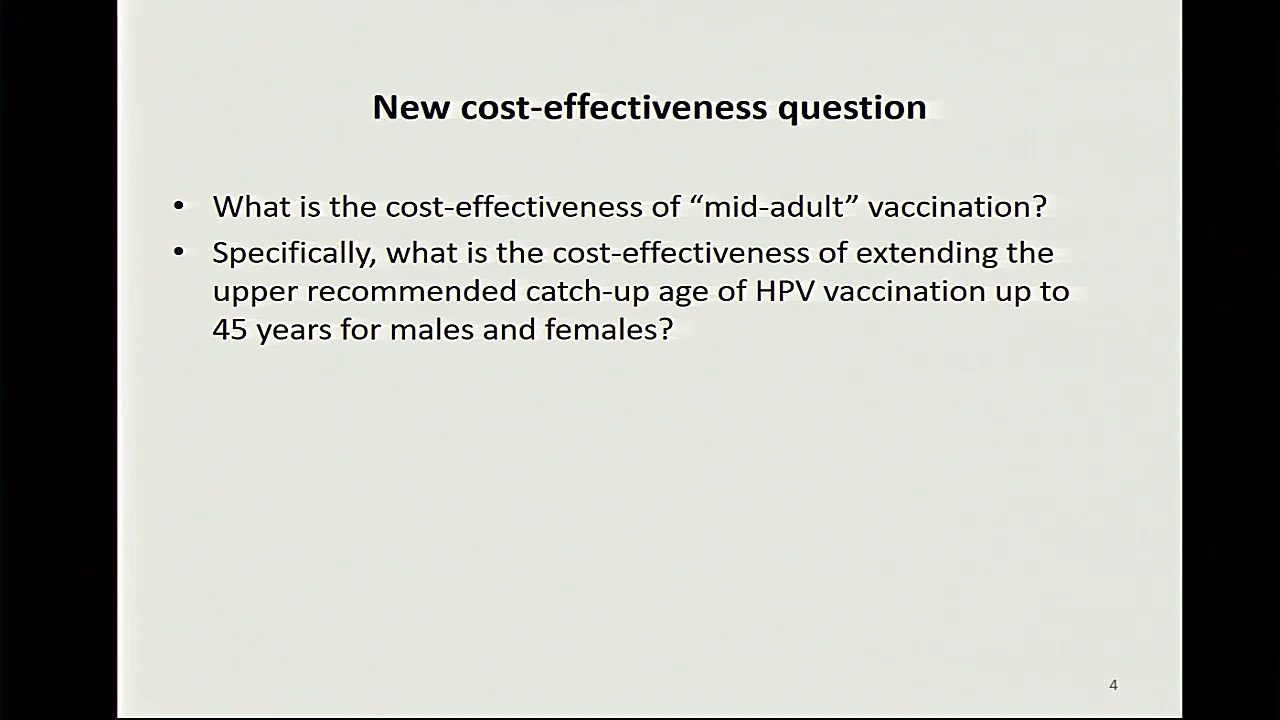 New cost-effectiveness question
• What is the cost-effectiveness of “mid-adult” vaccination?
• Specifically, what is the cost-effectiveness of extending the
upper recommended catch-up age of HPV vaccination up to
45 years for males and females?
4